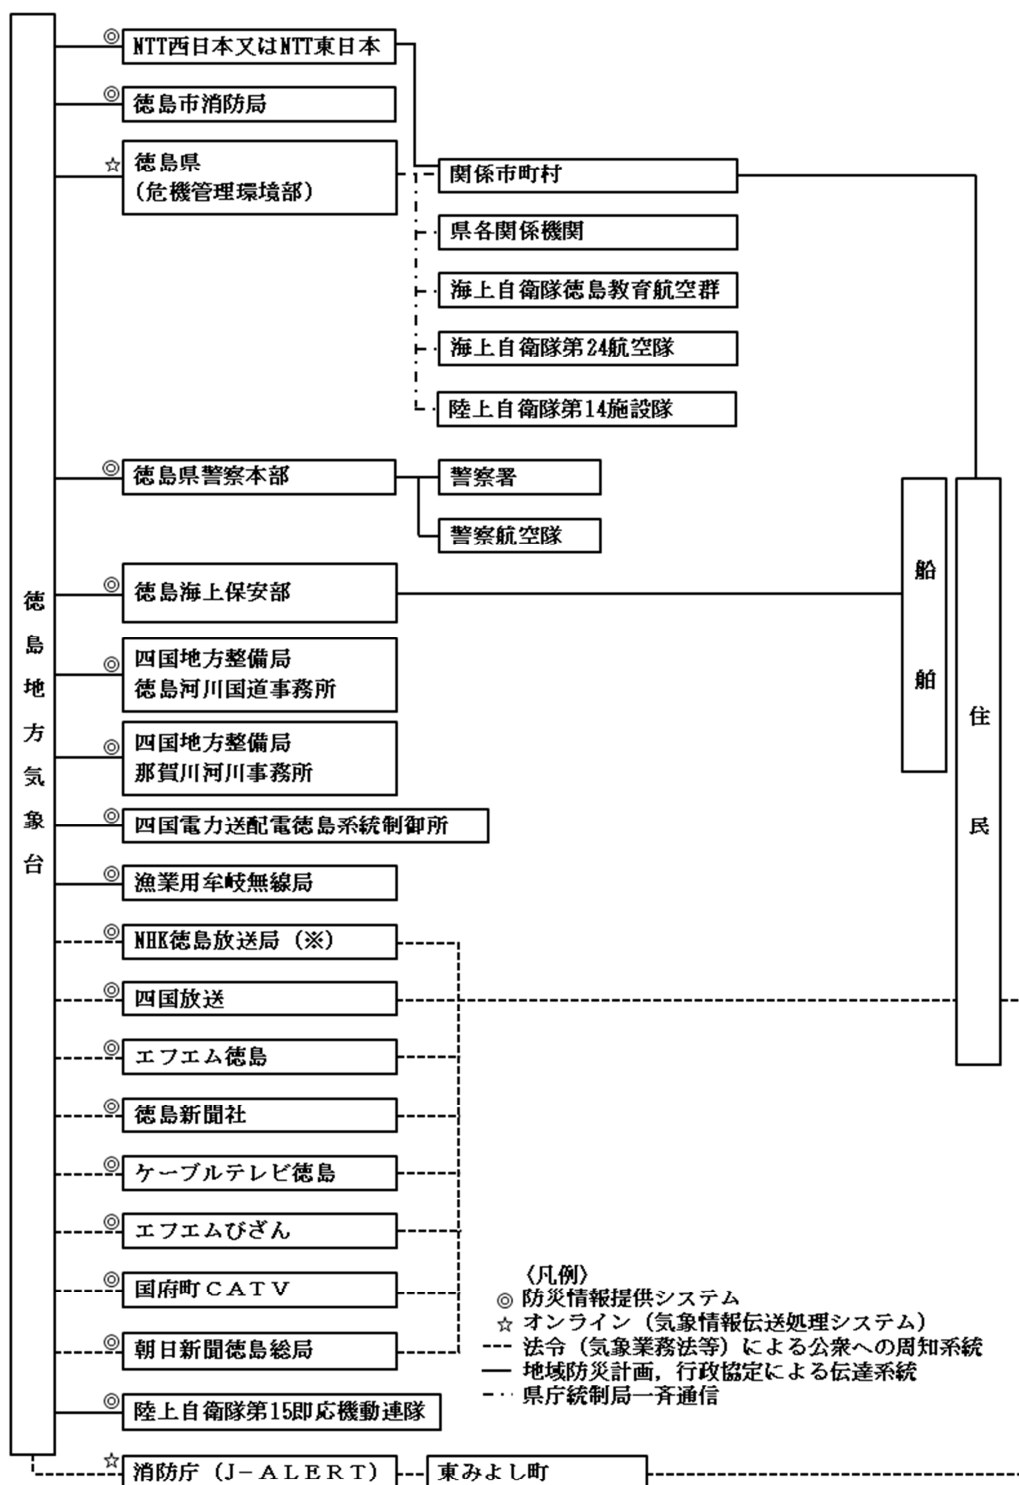 徳島地方気象台
◎ NTT西日本又はNTT東日本
◎ 徳島市消防局
☆ 徳島県
(危機管理環境部)
関係市町村
県各関係機関
海上自衛隊徳島教育航空群
海上自衛隊第24航空隊
陸上自衛隊第14施設隊
◎ 徳島県警察本部
警察署
警察航空隊
◎ 徳島海上保安部
船舶
住民
◎ 四国地方整備局
徳島河川国道事務所
◎ 四国地方整備局
那賀川河川事務所
◎ 四国電力送配電徳島系統制御所
◎ 漁業用牟岐無線局
◎ NHK徳島放送局(※)
◎ 四国放送
◎ エフエム徳島
◎ 徳島新聞社
◎ ケーブルテレビ徳島
◎ エフエムびざん
◎ 国府町CATV
◎ 朝日新聞徳島総局
◎ 陸上自衛隊第15即応機動連隊
☆ 消防庁(J-ALERT)
東みよし町
〈凡例〉
◎ 防災情報提供システム
☆ オンライン(気象情報伝送処理システム)
法令(気象業務法等)による公衆への周知系統
地域防災計画,行政協定による伝達系統
県庁統制局一斉通信